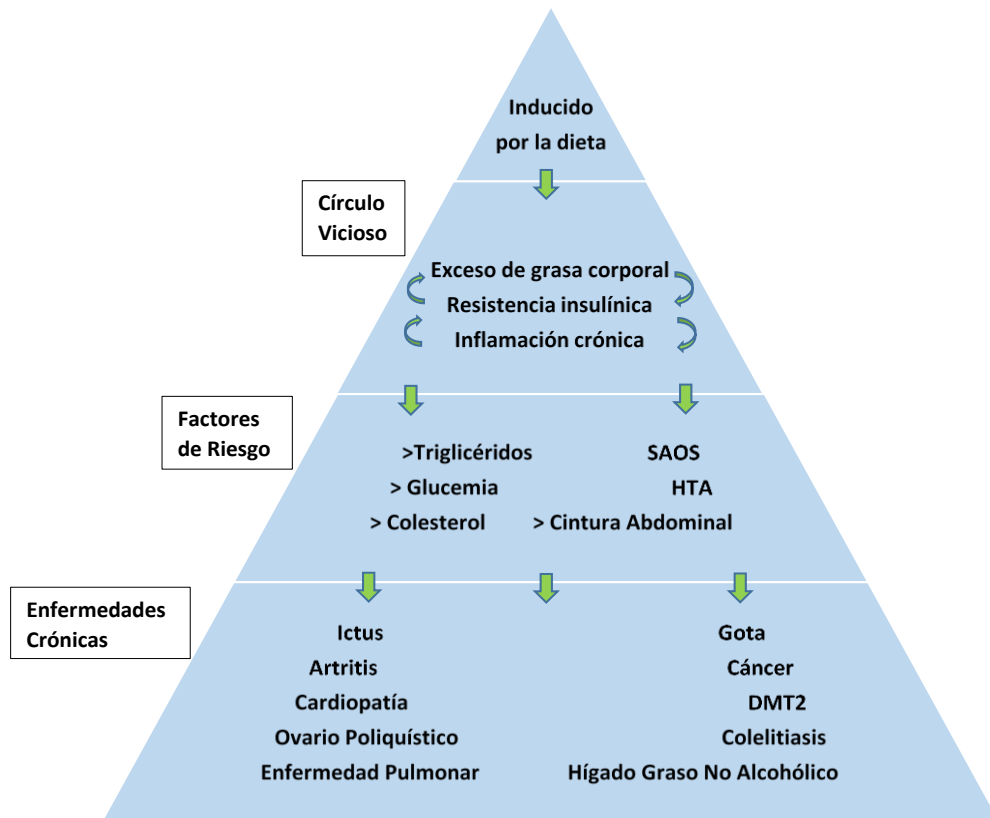 Inducido
por la dieta
Círculo
Vicioso
Exceso de grasa corporal
Resistencia insulínica
Inflamación crónica
Factores
de Riesgo
>Triglicéridos SAOS
> Glucemia HTA
> Colesterol > Cintura Abdominal
Enfermedades
Crónicas
Ictus Gota
Artritis Cáncer
Cardiopatía DMT2
Ovario Poliquístico Colelitiasis
Enfermedad Pulmonar Hígado Graso No Alcohólico